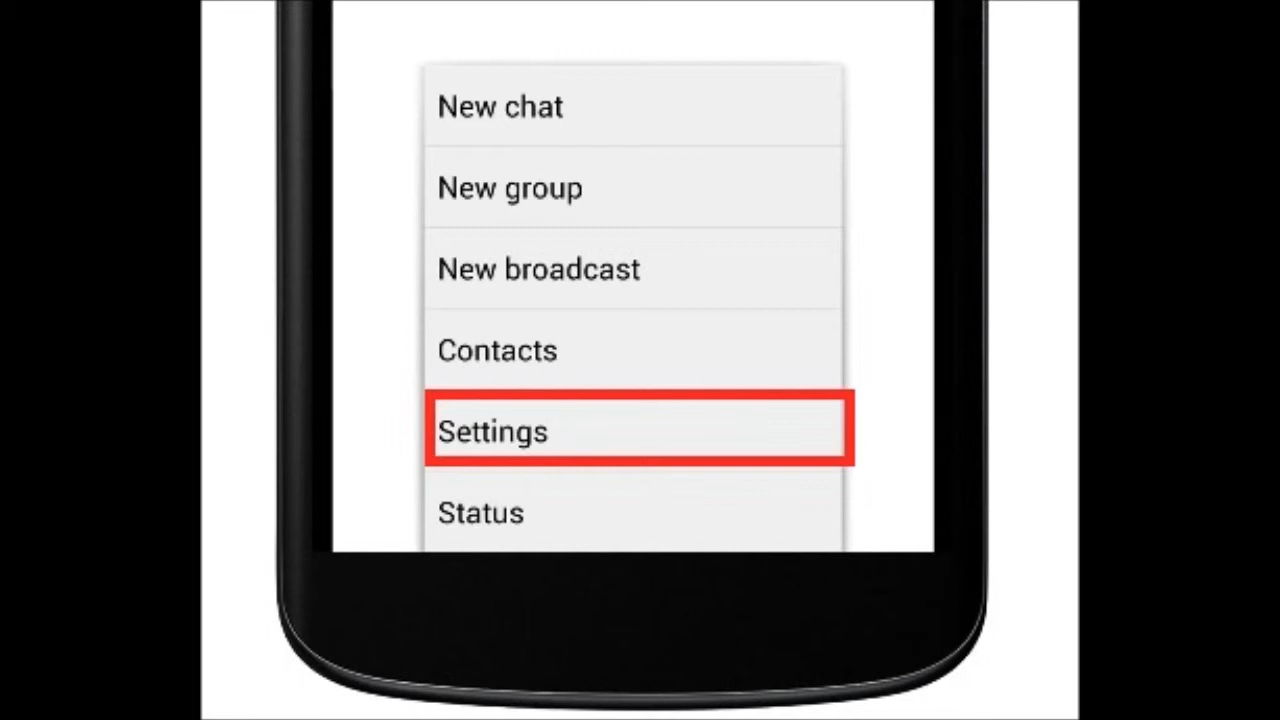 New chat
New group
New broadcast
Contacts
Settings
Status